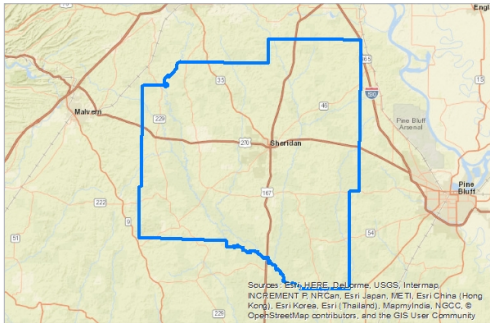 Engl
65
35
46
530
Malvern
229
Pine Bluff
Arsenal
270
Sheridan
Pine
Bluff
167
222
9
54
51
Sources: Esri, HERE, DeLorme, USGS, Intermap,
INCREMENT P, NRCan, Esri Japan, METI, Esri China (Hong
Kong), Esri Korea, Esri (Thailand), MapmyIndia, NGCC, ©
OpenStreetMap contributors, and the GIS User Community
229